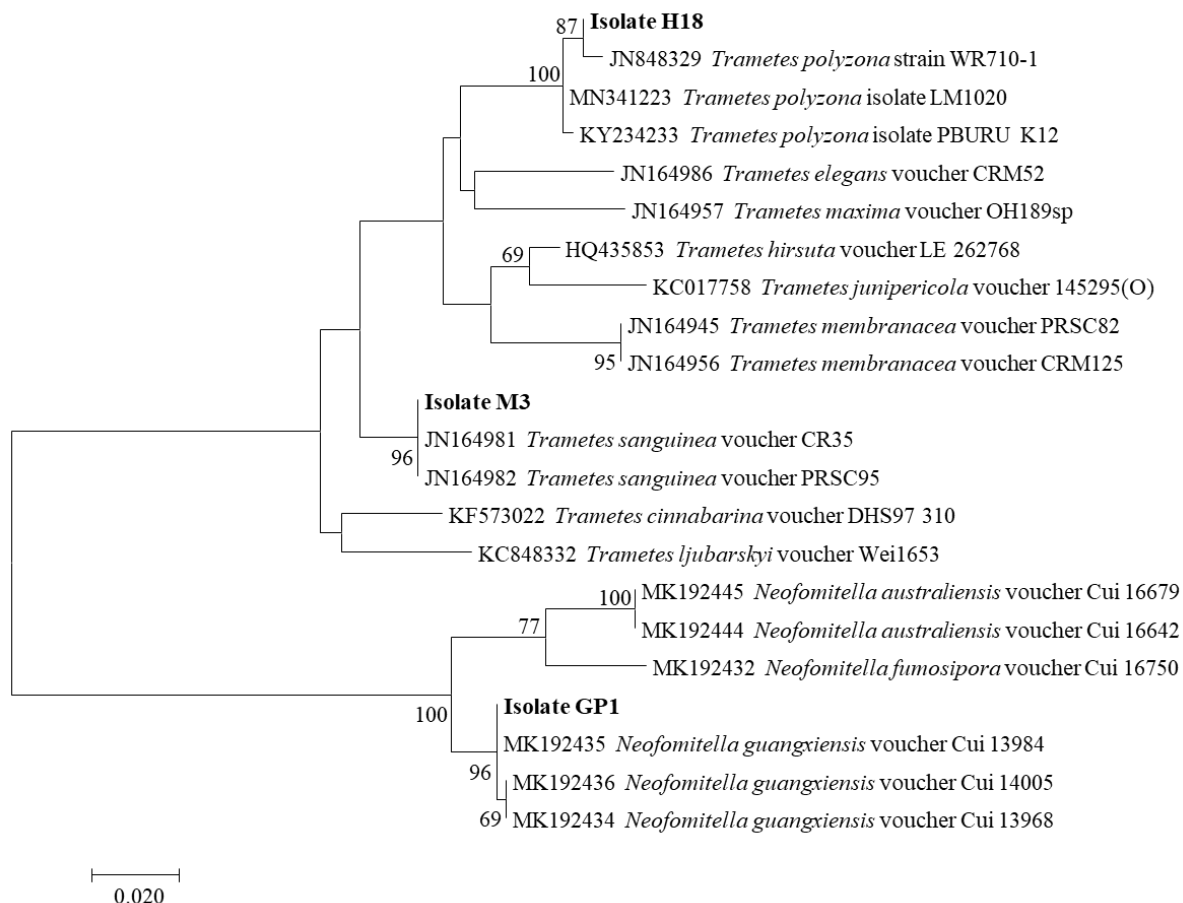 87 Isolate H18
JN848329 Trametes polyzona strain WR710-1
100
MN341223 Trametes polyzona isolate LM1020
KY234233 Trametes polyzona isolate PBURU K12
JN164986 Trametes elegans voucher CRM52
JN164957 Trametes maxima voucher OH189sp
69 HQ435853 Trametes hirsuta voucher LE 262768
KC017758 Trametes junipericola voucher 145295(O)
JN164945 Trametes membranacea voucher PRSC82
95 JN164956 Trametes membranacea voucher CRM125
Isolate M3
JN164981 Trametes sanguinea voucher CR35
96
JN164982 Trametes sanguinea voucher PRSC95
KF573022 Trametes cinnabarina voucher DHS97 310
KC848332 Trametes ljubarskyi voucher Wei1653
100 MK192445 Neofomitella australiensis voucher Cui 16679
77 MK192444 Neofomitella australiensis voucher Cui 16642
MK192432 Neofomitella fumosipora voucher Cui 16750
100 Isolate GP1
MK192435 Neofomitella guangxiensis voucher Cui 13984
96 MK192436 Neofomitella guangxiensis voucher Cui 14005
69 MK192434 Neofomitella guangxiensis voucher Cui 13968
0.020